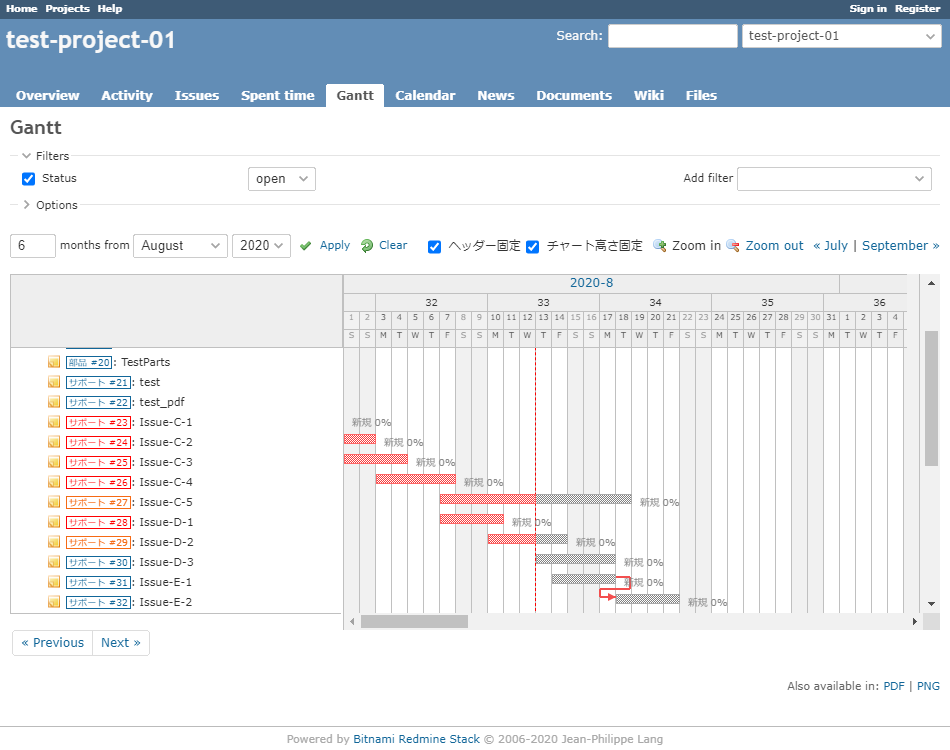 Home Projects Help Sign in Register
test-project-01 Search: test-project-01
Overview Activity Issues Spent time Gantt Calendar News Documents Wiki Files
Gantt
Filters
Status open Add filter
Options
6 months from August 2020 Apply Clear ヘッダー固定 チャート高さ固定 Zoom in Zoom out « July | September »
2020-8
32 33 34 35 36
1 2 3 4 5 6 7 8 9 10 11 12 13 14 15 16 17 18 19 20 21 22 23 24 25 26 27 28 29 30 31 1 2 3 4
S S M T W T F S S M T W T F S S M T W T F S S M T W T F S S M T W T F
部品 #20: TestParts
サポート #21: test
サポート #22: test_pdf
サポート #23: Issue-C-1 新規 0%
サポート #24: Issue-C-2 新規 0%
サポート #25: Issue-C-3 新規 0%
サポート #26: Issue-C-4 新規 0%
サポート #27: Issue-C-5 新規 0%
サポート #28: Issue-D-1 新規 0%
サポート #29: Issue-D-2 新規 0%
サポート #30: Issue-D-3 新規 0%
サポート #31: Issue-E-1 新規 0%
サポート #32: Issue-E-2 新規 0%
« Previous Next »
Also available in: PDF | PNG
Powered by Bitnami Redmine Stack © 2006-2020 Jean-Philippe Lang